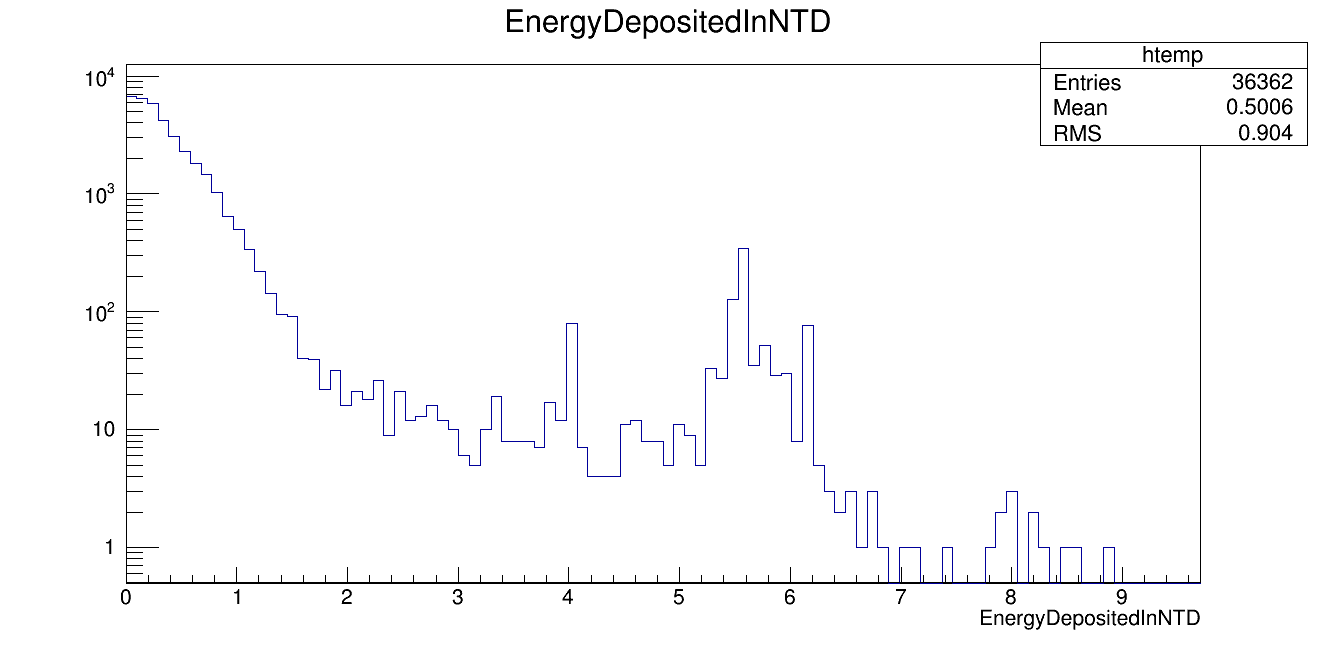 EnergyDepositedInNTD
htemp
Entries 36362
Mean 0.5006
RMS 0.904
10^4
10^3
10^2
10
1
0 1 2 3 4 5 6 7 8 9
EnergyDepositedInNTD